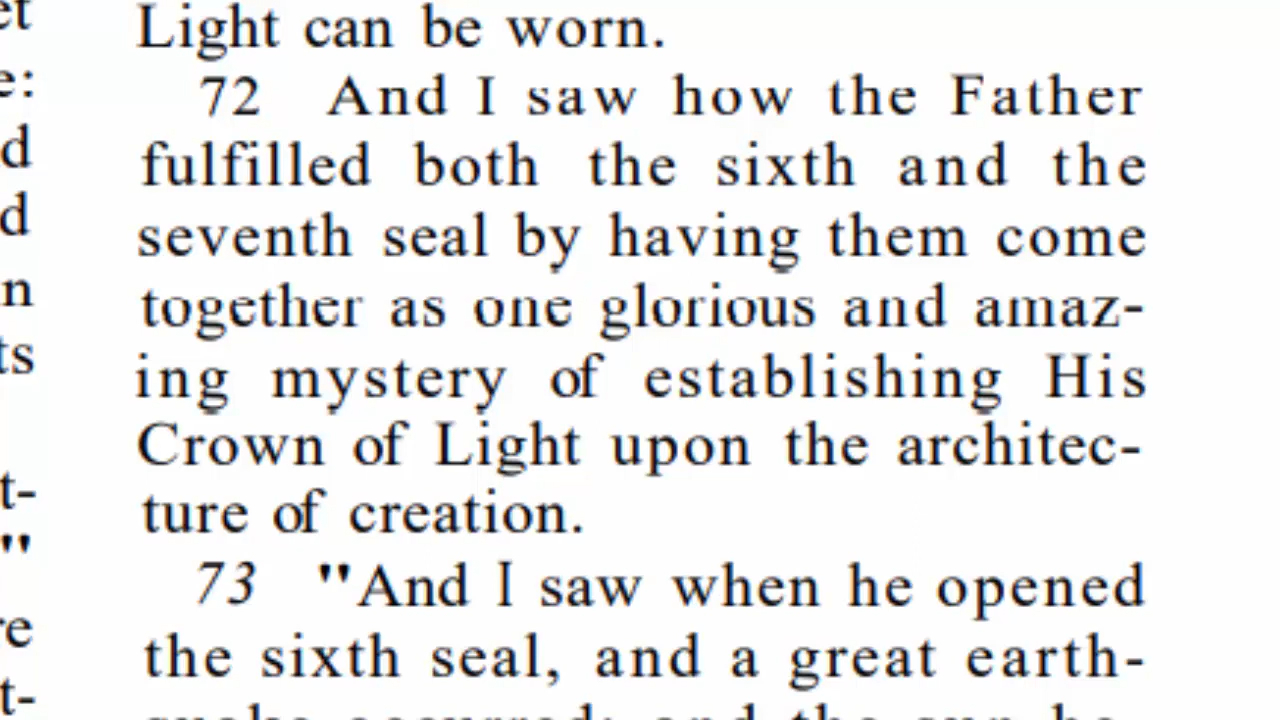 Light can be worn.
72 And I saw how the Father
fulfilled both the sixth and the
seventh seal by having them come
together as one glorious and amaz-
ing mystery of establishing His
Crown of Light upon the architec-
ture of creation.
73 "And I saw when he opened
the sixth seal, and a great earth-